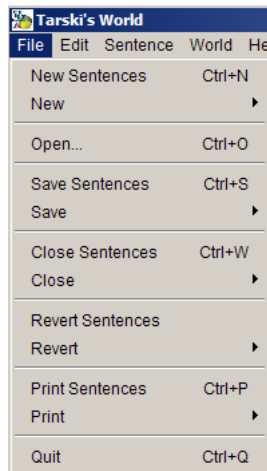 Tarski's World
File Edit Sentence World He
New Sentences Ctrl+N
New
Open... Ctrl+O
Save Sentences Ctrl+S
Save
Close Sentences Ctrl+W
Close
Revert Sentences
Revert
Print Sentences Ctrl+P
Print
Quit Ctrl+Q